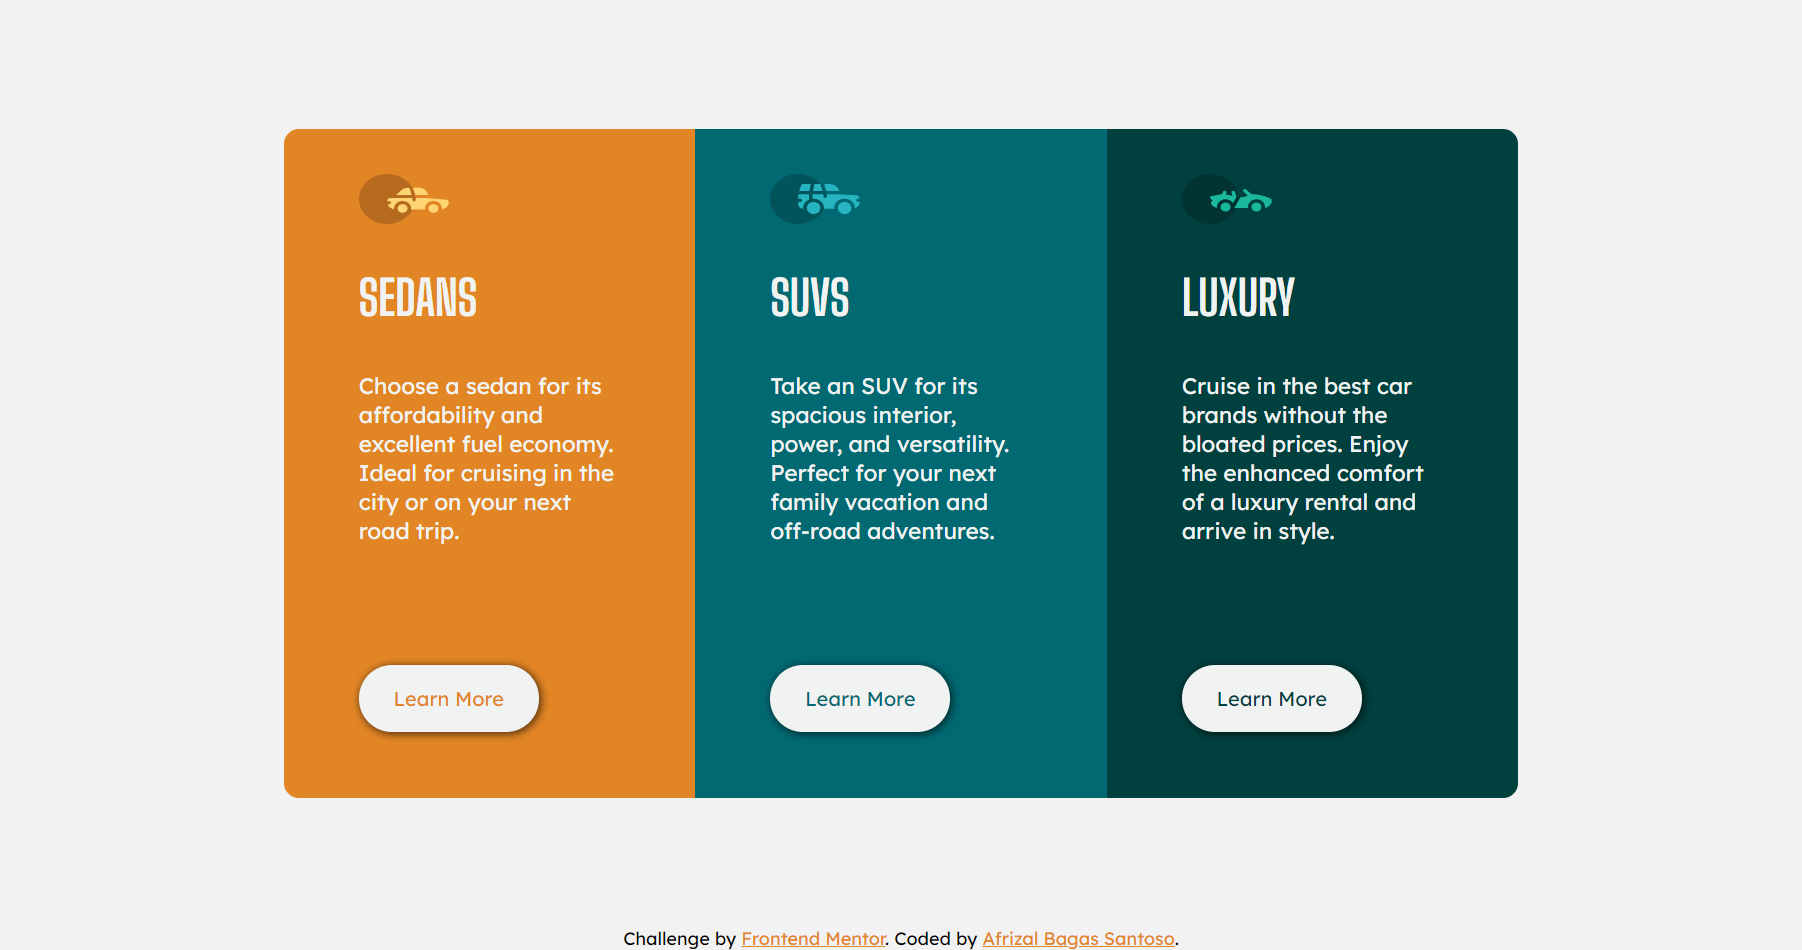 SEDANS
Choose a sedan for its
affordability and
excellent fuel economy.
Ideal for cruising in the
city or on your next
road trip.
Learn More
SUVS
Take an SUV for its
spacious interior,
power, and versatility.
Perfect for your next
family vacation and
off-road adventures.
Learn More
LUXURY
Cruise in the best car
brands without the
bloated prices. Enjoy
the enhanced comfort
of a luxury rental and
arrive in style.
Learn More
Challenge by Frontend Mentor. Coded by Afrizal Bagas Santoso.